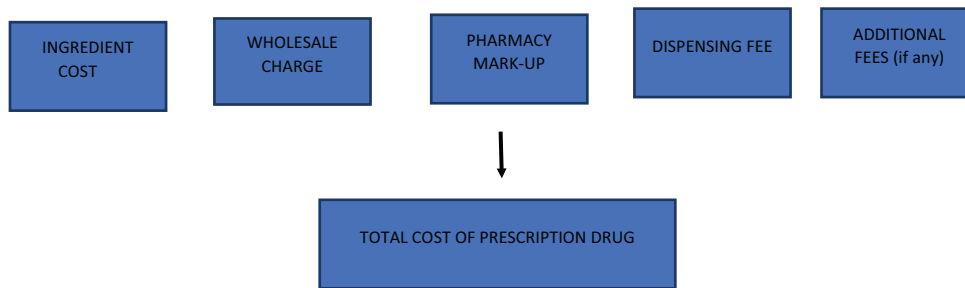 INGREDIENT
COST
WHOLESALE
CHARGE
PHARMACY
MARK-UP
DISPENSING FEE
ADDITIONAL
FEES (if any)
TOTAL COST OF PRESCRIPTION DRUG